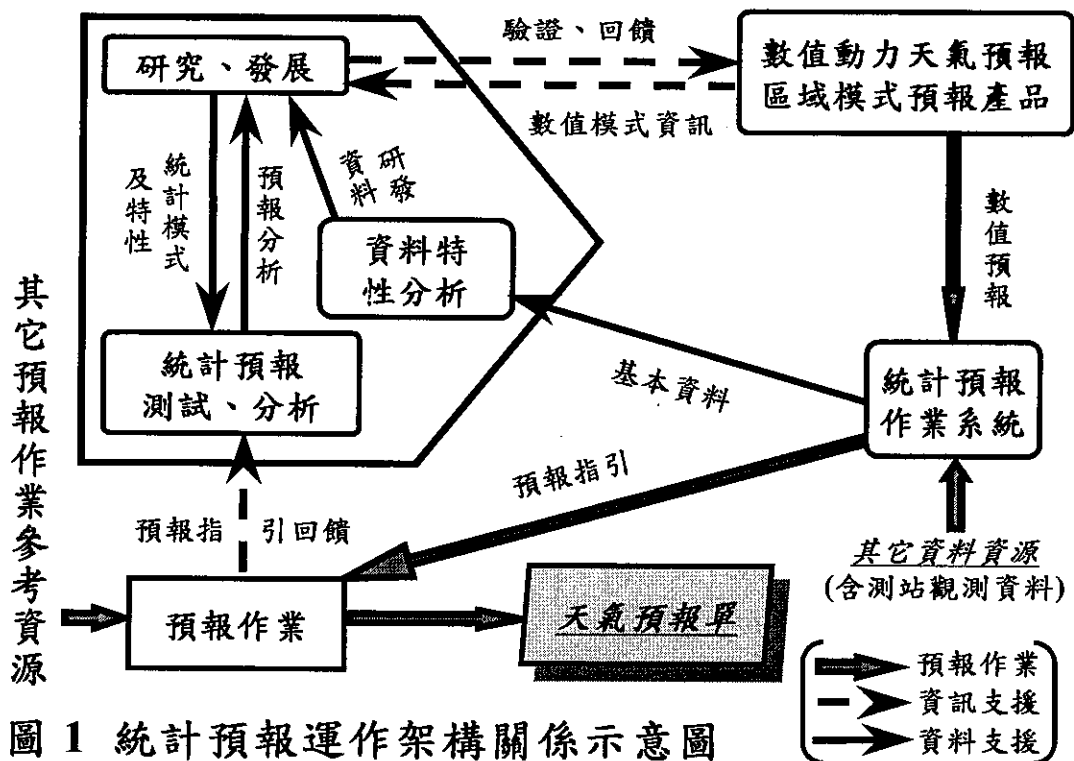 驗證、回饋
研究、發展
數值動力天氣預報
區域模式預報產品
數值模式資訊
統計模式
及特性
預報分析
研發
資料
資料特
性分析
數值預報
統計預報
測試、分析
基本資料
統計預報
作業系統
預報指引
預報指 引回饋
其它資料資源
(含測站觀測資料)
其它預報作業參考資源
預報作業
天氣預報單
預報作業
資訊支援
資料支援
圖 1 統計預報運作架構關係示意圖